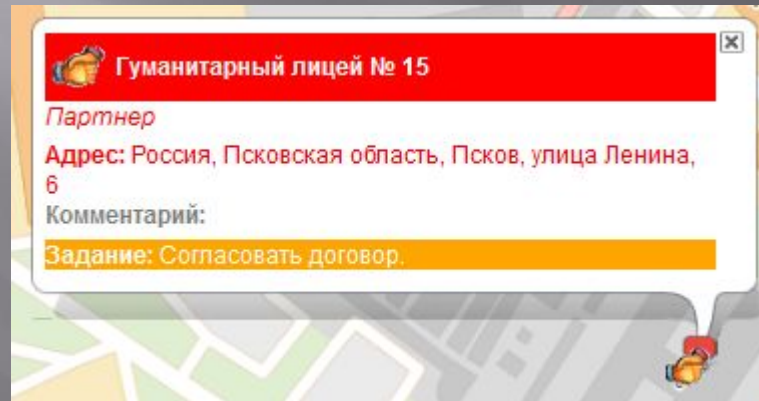 Гуманитарный лицей № 15
Партнер
Адрес: Россия, Псковская область, Псков, улица Ленина,
6
Комментарий:
Задание: Согласовать договор.